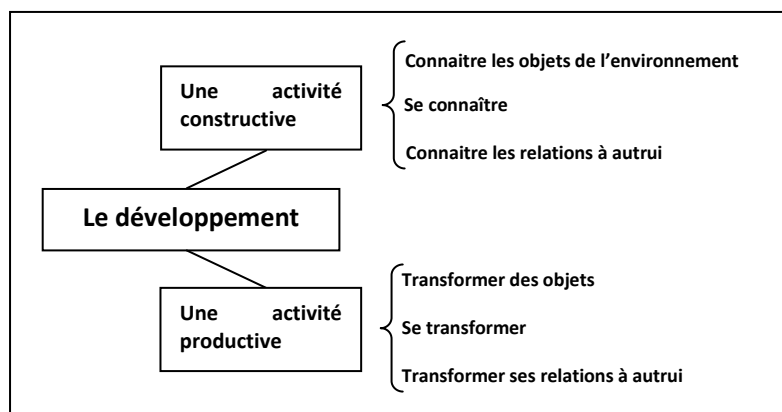 Connaitre les objets de l’environnement
Une activité
constructive
Se connaître
Connaitre les relations à autrui
Le développement
Transformer des objets
Une activité
productive
Se transformer
Transformer ses relations à autrui